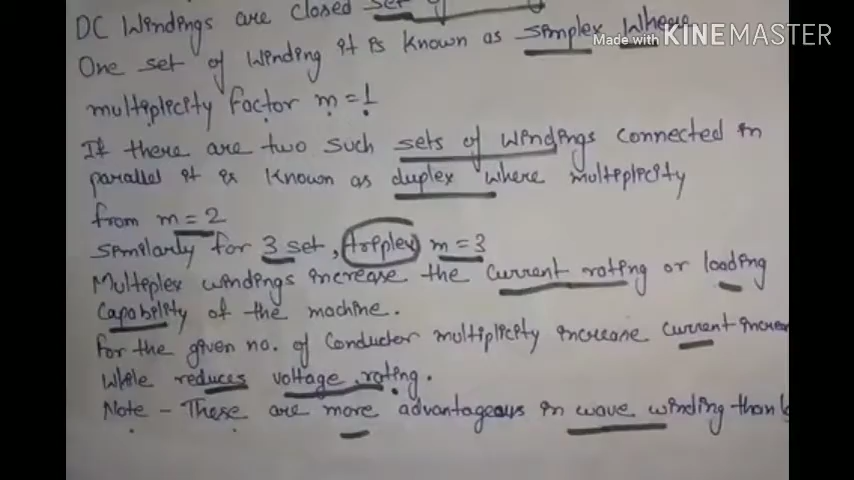 DC Windings are closed set of
One set of Winding it is known as simplex Where
Made with KINEMASTER
multiplicity factor m = 1
If there are two such sets of windings connected in
parallel it is known as duplex where multiplicity
from m = 2
similarly for 3 set, triplex m = 3
Multiplex windings increase the current rating or loading
capability of the machine.
For the given no. of Conductor multiplicity increase current increa
While reduces voltage rating.
Note - These are more advantageous in wave winding than